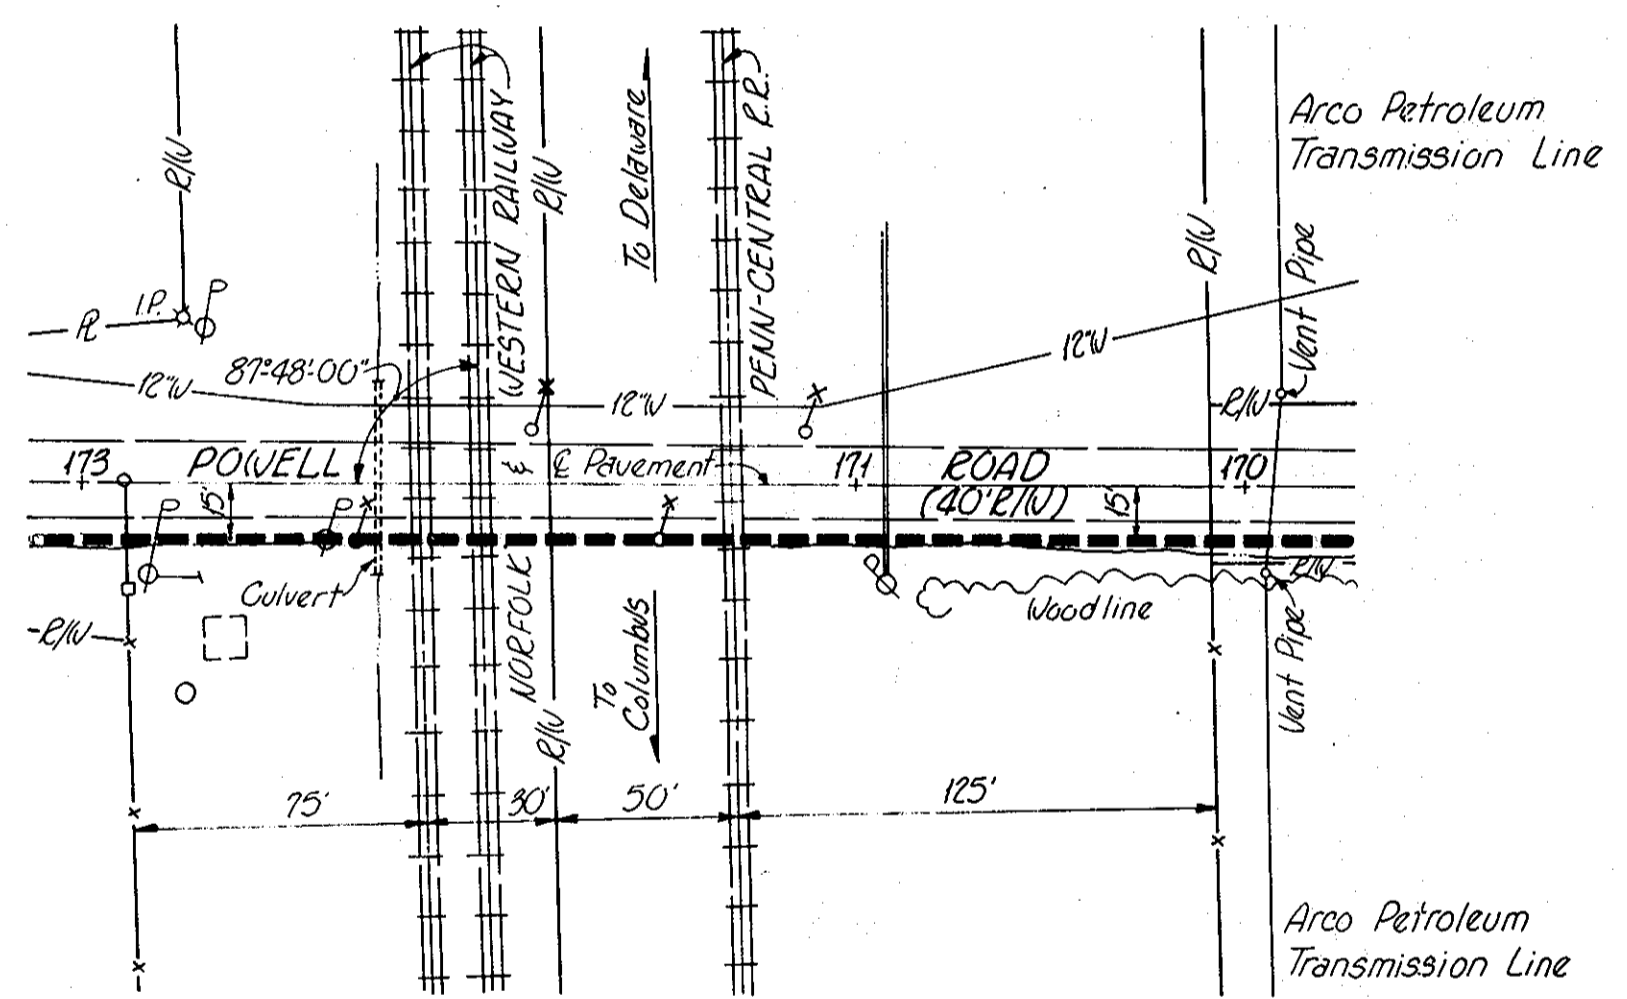 Arco Petroleum
Transmission Line
R/W
WESTERN RAILWAY
R/W
To Delaware
PENN-CENTRAL R.R.
R/W
Vent Pipe
I.P.
P
PL
87°-48'-00"
12"W
12"W
12"W
R/W
173
POWELL
℄ Pavement
171
ROAD
170
15'
(40' R/W)
15'
P
P
P
R/W
Culvert
Woodline
R/W
NORFOLK
To
Columbus
Vent Pipe
R/W
75'
30'
50'
125'
Arco Petroleum
Transmission Line